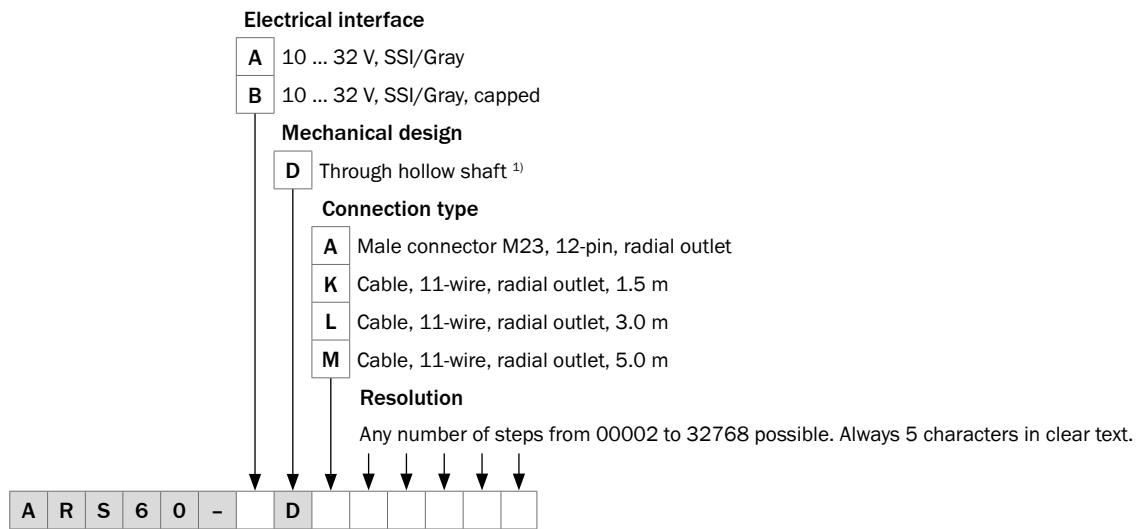 Electrical interface
A 10 ... 32 V, SSI/Gray
B 10 ... 32 V, SSI/Gray, capped
Mechanical design
D Through hollow shaft 1)
Connection type
A Male connector M23, 12-pin, radial outlet
K Cable, 11-wire, radial outlet, 1.5 m
L Cable, 11-wire, radial outlet, 3.0 m
M Cable, 11-wire, radial outlet, 5.0 m
Resolution
Any number of steps from 00002 to 32768 possible. Always 5 characters in clear text.
A R S 6 0 – D